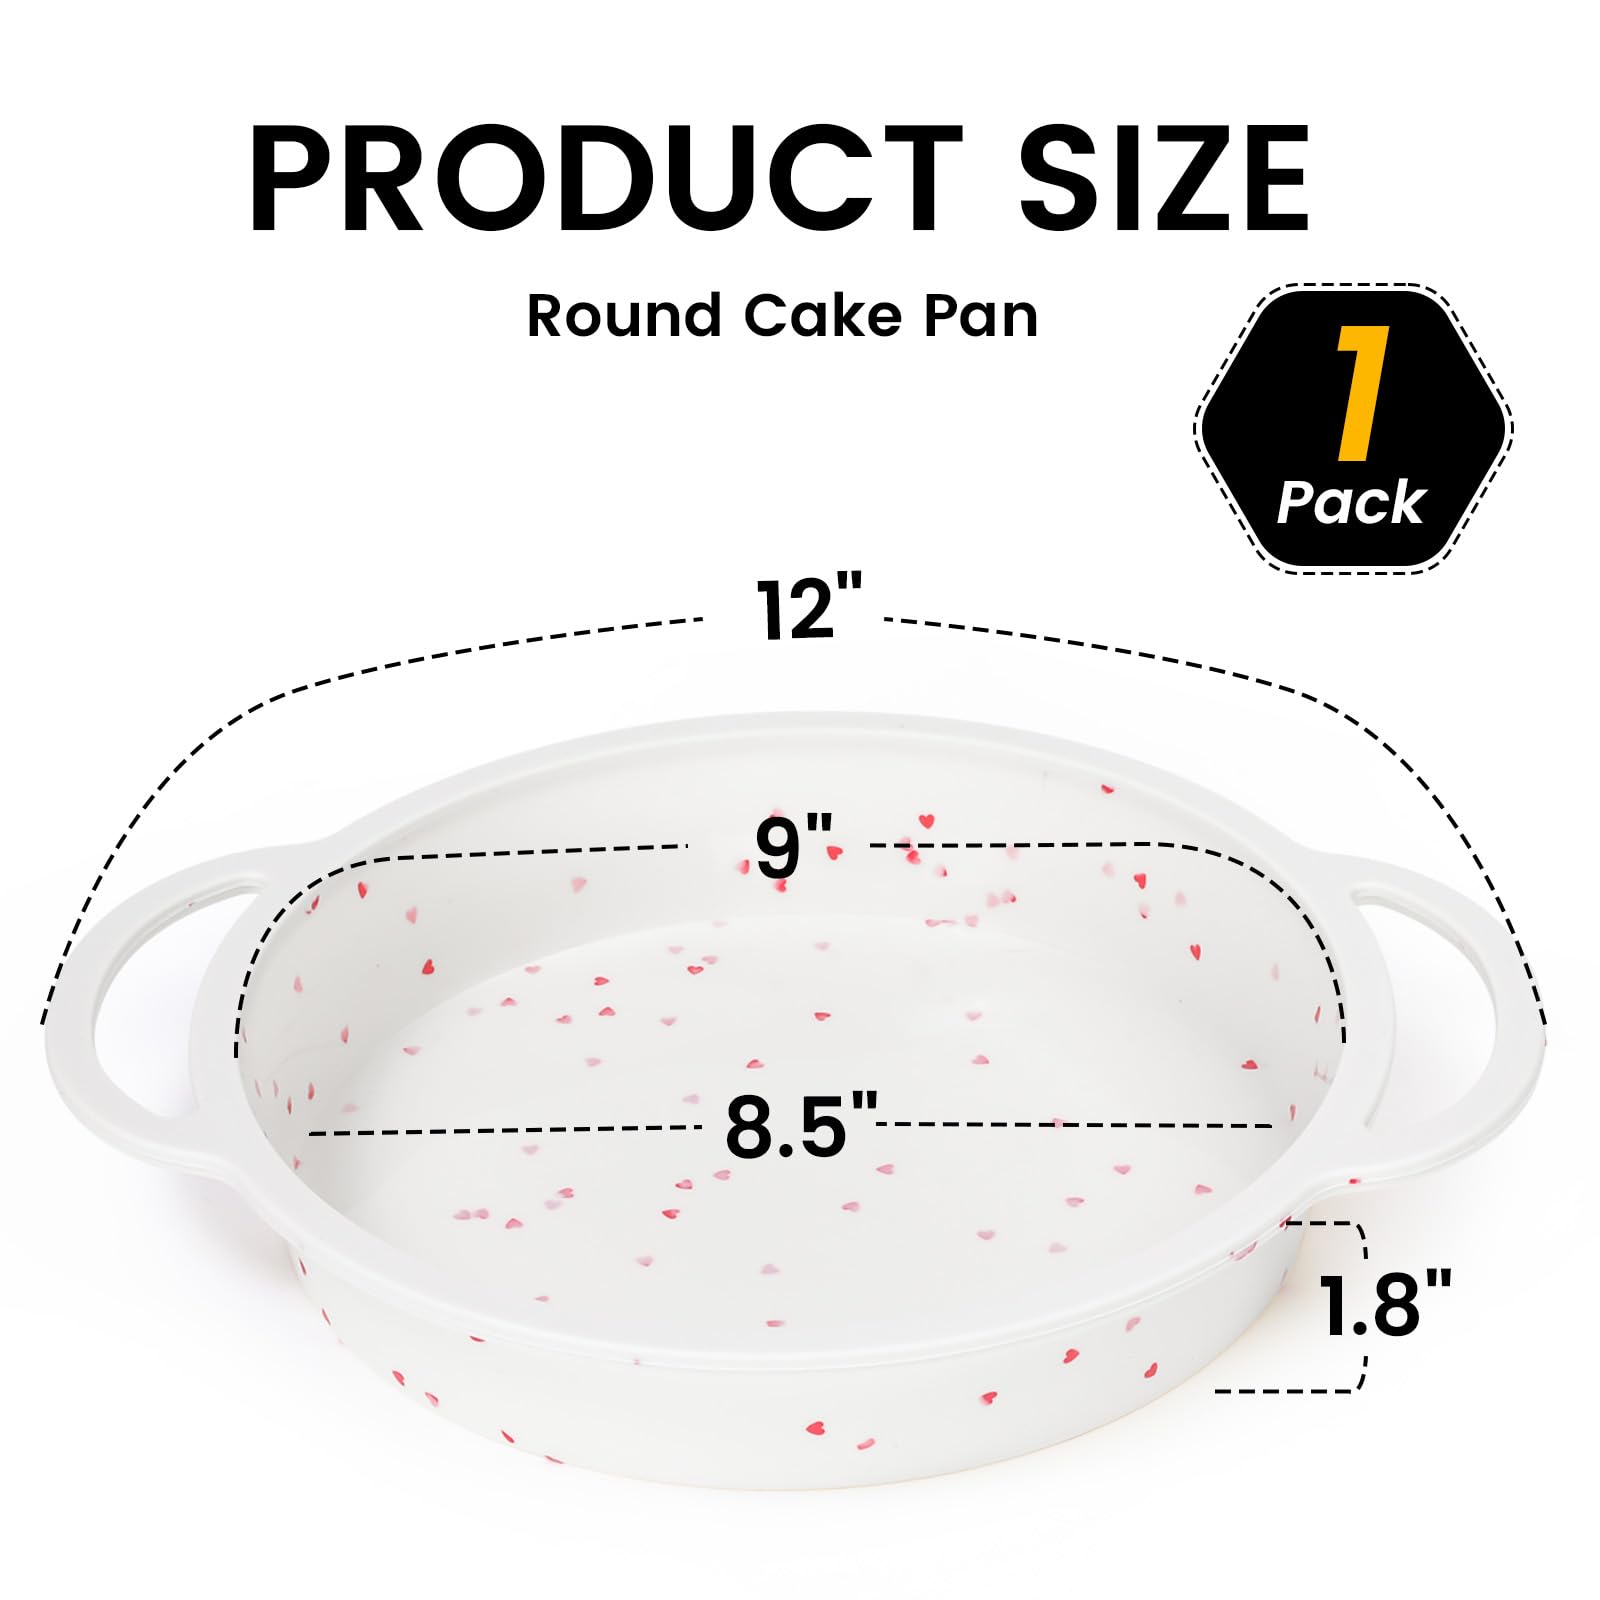 PRODUCT SIZE
Round Cake Pan
1
Pack
12"
9"
8.5"
1.8"